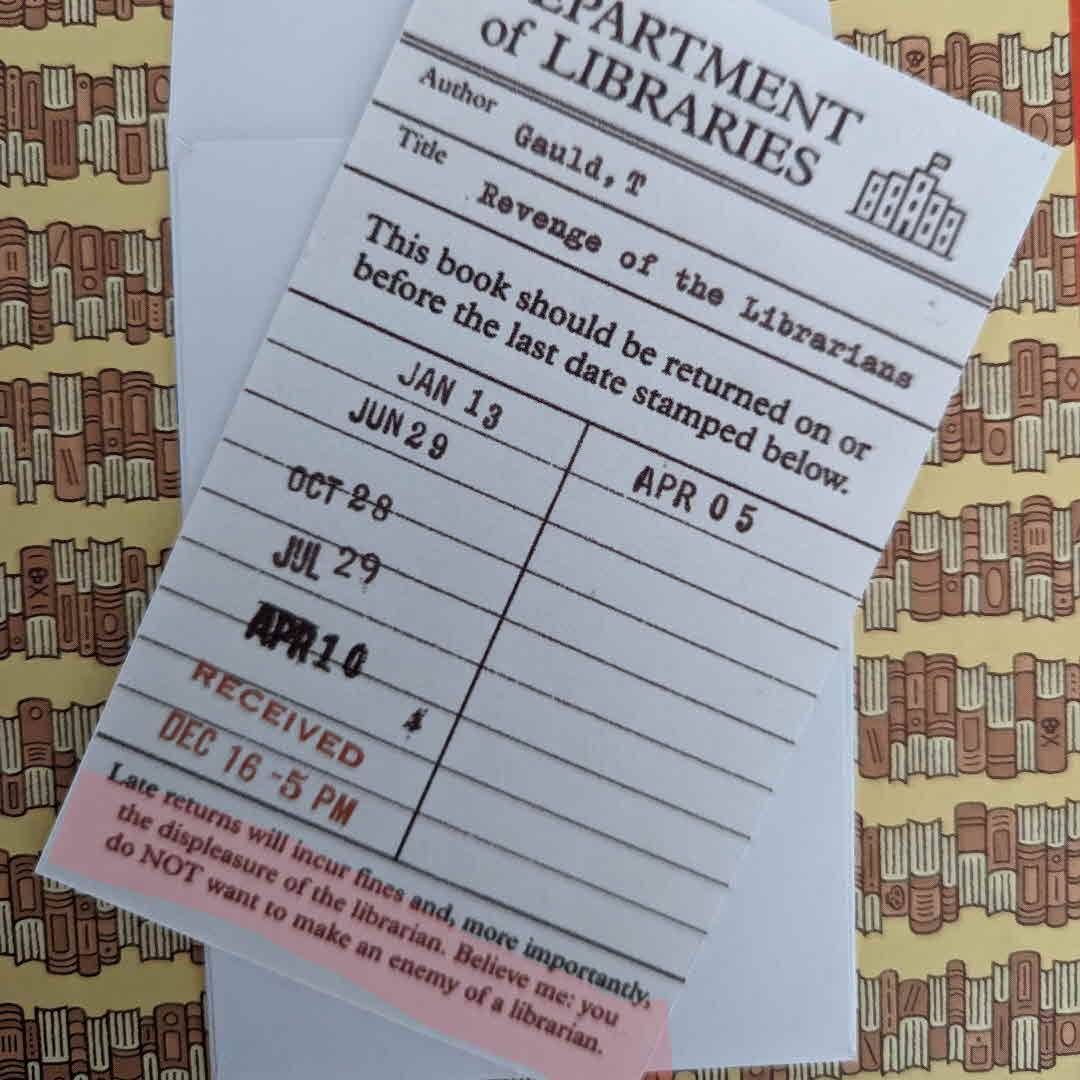 DEPARTMENT
of LIBRARIES
Author Gauld, T
Title Revenge of the Librarians
This book should be returned on or
before the last date stamped below.
JAN 13
JUN 29
OCT 28
JUL 29
APR 10
RECEIVED
DEC 16 -5 PM
APR 05
Late returns will incur fines and, more importantly,
the displeasure of the librarian. Believe me: you
do NOT want to make an enemy of a librarian.